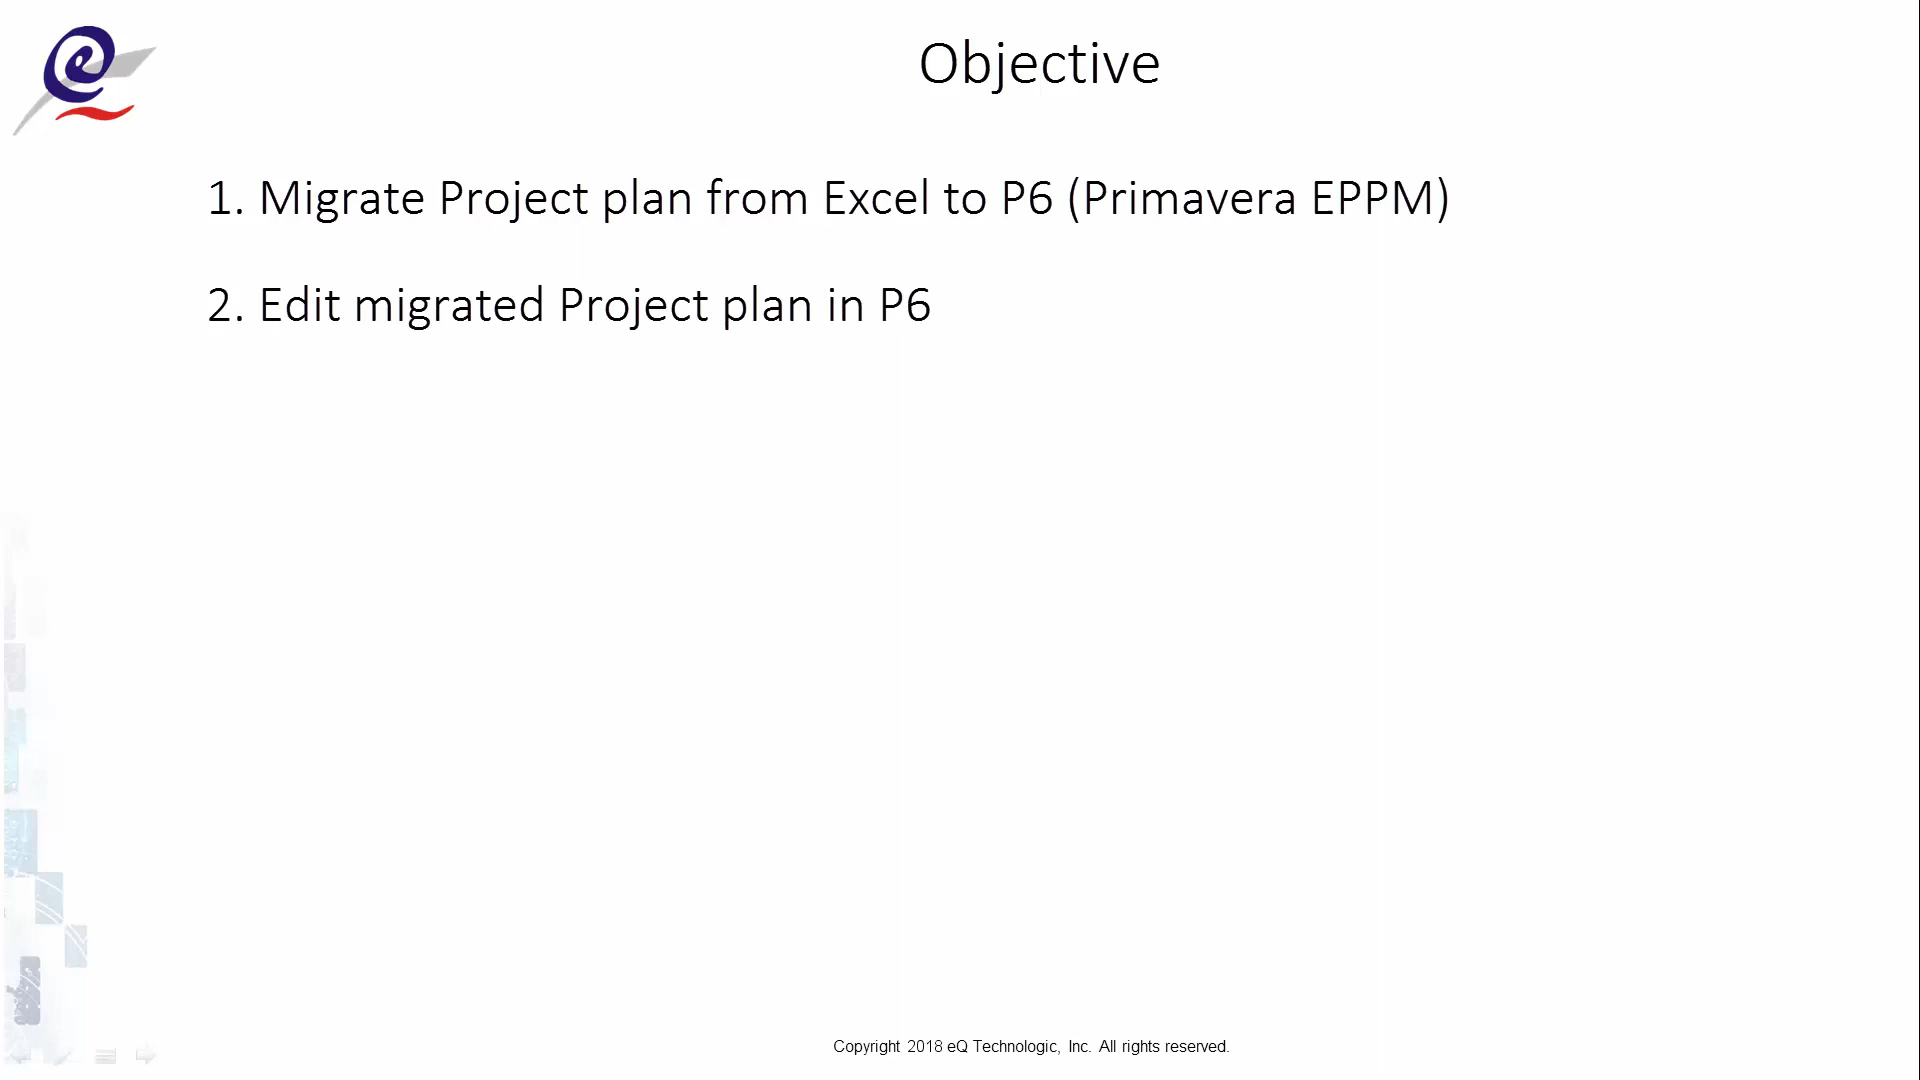 Objective
1. Migrate Project plan from Excel to P6 (Primavera EPPM)
2. Edit migrated Project plan in P6
Copyright 2018 eQ Technologic, Inc. All rights reserved.